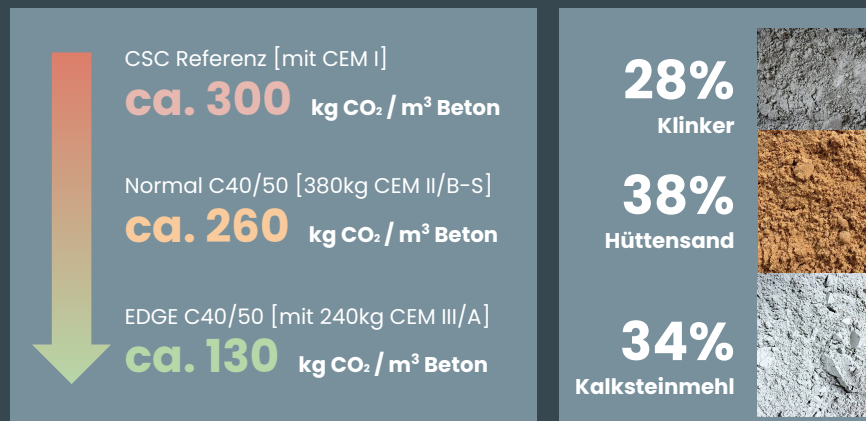 CSC Referenz [mit CEM I]
ca. 300 kg CO₂ / m³ Beton
Normal C40/50 [380kg CEM II/B-S]
ca. 260 kg CO₂ / m³ Beton
EDGE C40/50 [mit 240kg CEM III/A]
ca. 130 kg CO₂ / m³ Beton
28%
Klinker
38%
Hüttensand
34%
Kalksteinmehl